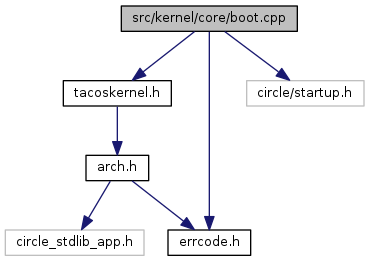 src/kernel/core/boot.cpp
tacoskernel.h
circle/startup.h
arch.h
circle_stdlib_app.h
errcode.h